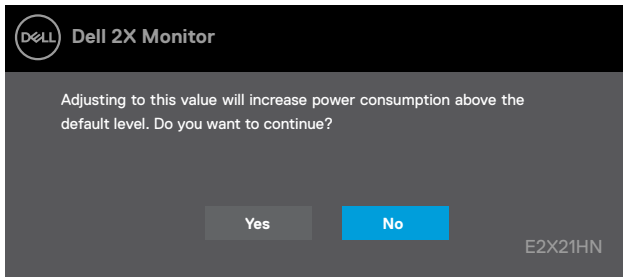 DELL Dell 2X Monitor
Adjusting to this value will increase power consumption above the
default level. Do you want to continue?
Yes No
E2X21HN